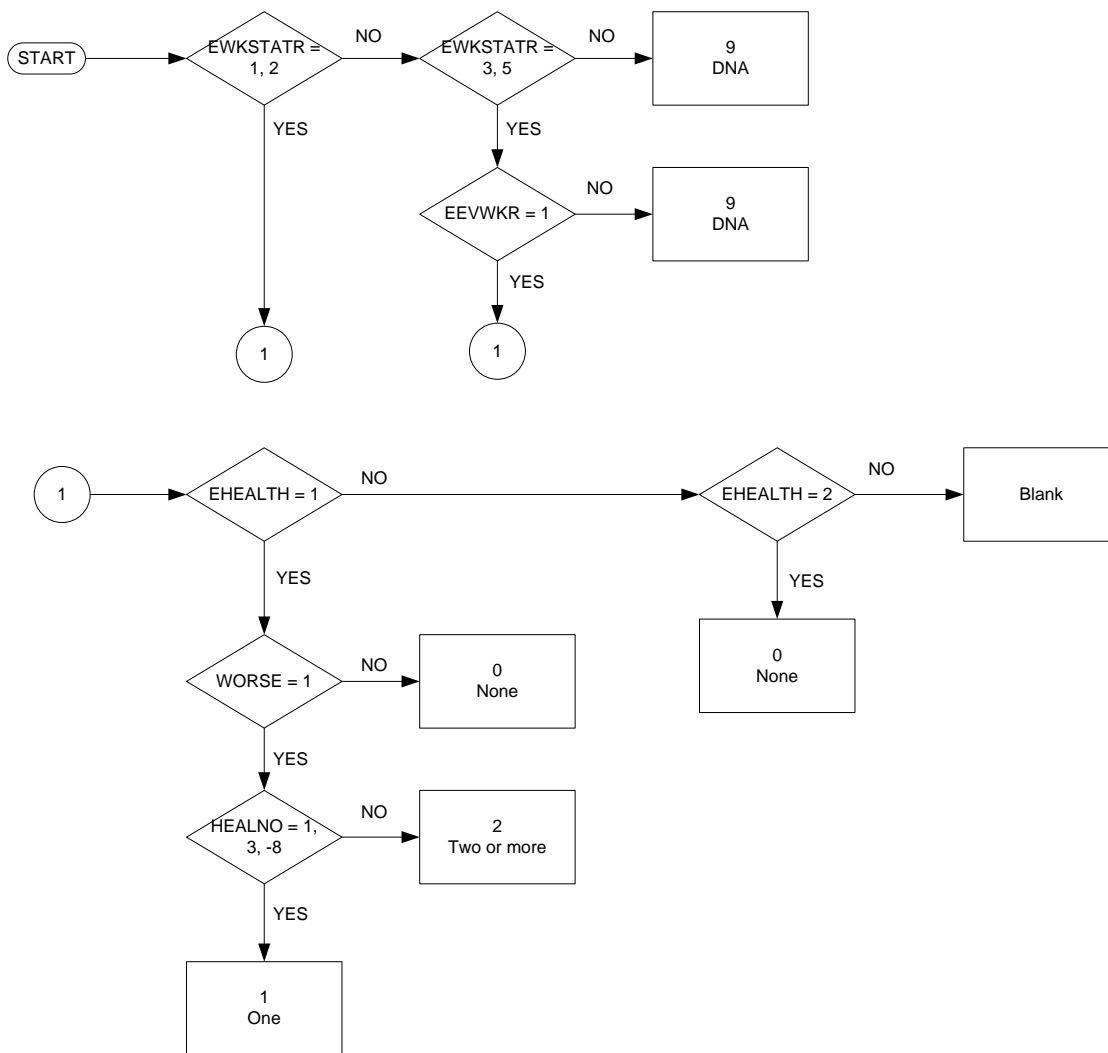 START
EWKSTATR =
1, 2
NO
EWKSTATR =
3, 5
NO
9
DNA
YES
YES
EEVWKR = 1
NO
9
DNA
YES
1
1
1
EHEALTH = 1
NO
EHEALTH = 2
NO
Blank
YES
YES
WORSE = 1
NO
0
None
0
None
YES
HEALNO = 1,
3, -8
NO
2
Two or more
YES
1
One